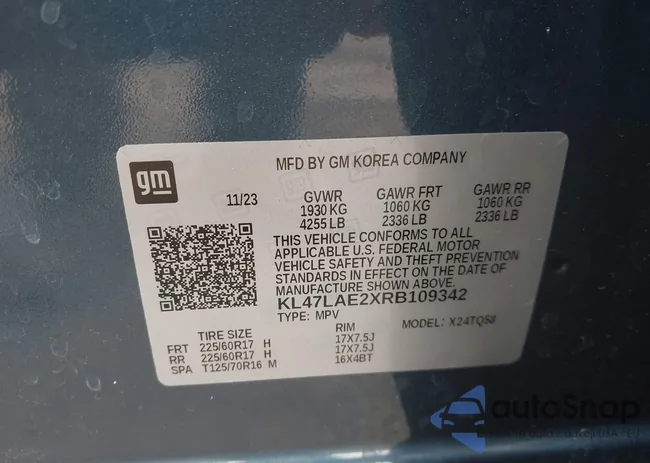 gm
MFD BY GM KOREA COMPANY
11/23
GVWR GAWR FRT GAWR RR
1930 KG 1060 KG 1060 KG
4255 LB 2336 LB 2336 LB
THIS VEHICLE CONFORMS TO ALL
APPLICABLE U.S. FEDERAL MOTOR
VEHICLE SAFETY AND THEFT PREVENTION
STANDARDS IN EFFECT ON THE DATE OF
MANUFACTURE SHOWN ABOVE.
KL47LAE2XRB109342
TYPE: MPV MODEL: X24TQ58
TIRE SIZE RIM
FRT 225/60R17 H 17X7.5J
RR 225/60R17 H 17X7.5J
SPA T125/70R16 M 16X4BT
autoSnap